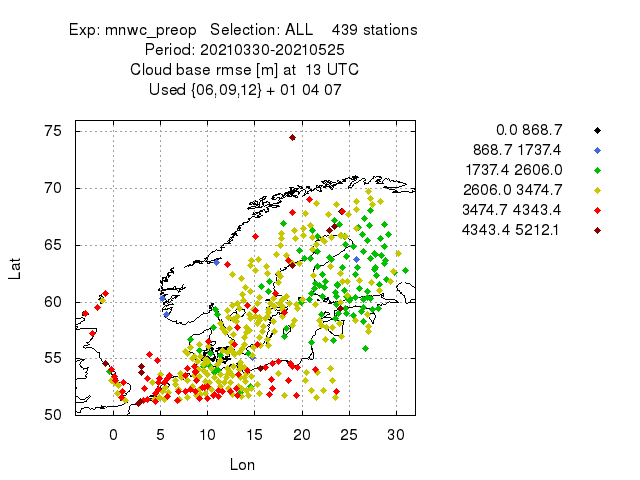 Exp: mnwc_preop Selection: ALL 439 stations
Period: 20210330-20210525
Cloud base rmse [m] at 13 UTC
Used {06,09,12} + 01 04 07
0.0 868.7
868.7 1737.4
1737.4 2606.0
2606.0 3474.7
3474.7 4343.4
4343.4 5212.1
75
70
65
60
55
50
Lat
0 5 10 15 20 25 30
Lon